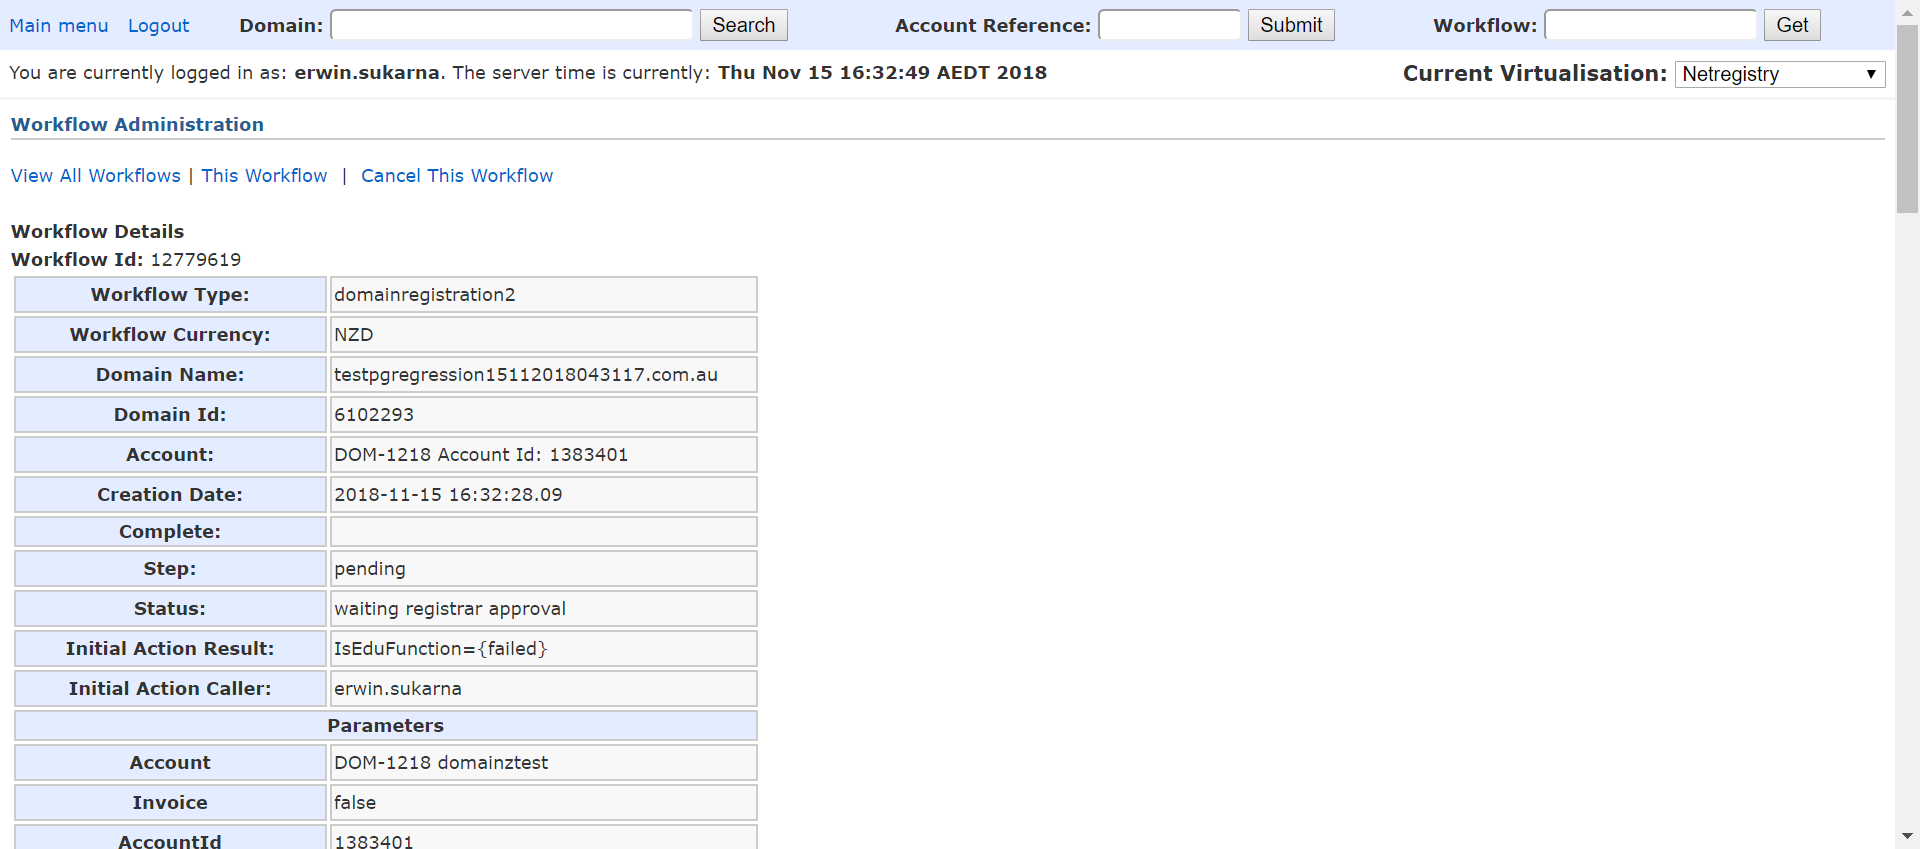 Main menu Logout Domain: Search Account Reference: Submit Workflow: Get
You are currently logged in as: erwin.sukarna. The server time is currently: Thu Nov 15 16:32:49 AEDT 2018 Current Virtualisation: Netregistry
Workflow Administration
View All Workflows | This Workflow | Cancel This Workflow
Workflow Details
Workflow Id: 12779619
Workflow Type: domainregistration2
Workflow Currency: NZD
Domain Name: testpgregression15112018043117.com.au
Domain Id: 6102293
Account: DOM-1218 Account Id: 1383401
Creation Date: 2018-11-15 16:32:28.09
Complete:
Step: pending
Status: waiting registrar approval
Initial Action Result: IsEduFunction={failed}
Initial Action Caller: erwin.sukarna
Parameters
Account DOM-1218 domainztest
Invoice false
AccountId 1383401